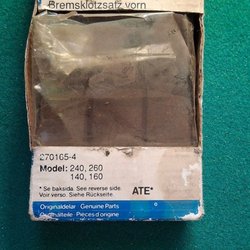 Bremsklötzsatz vorn
270165-4
Model: 240, 260
140, 160
* Se baksida. See reverse side.
Voir verso. Siehe Rückseite.
ATE*
Originaldelar Genuine Parts
Originalteile Pièces d'origine